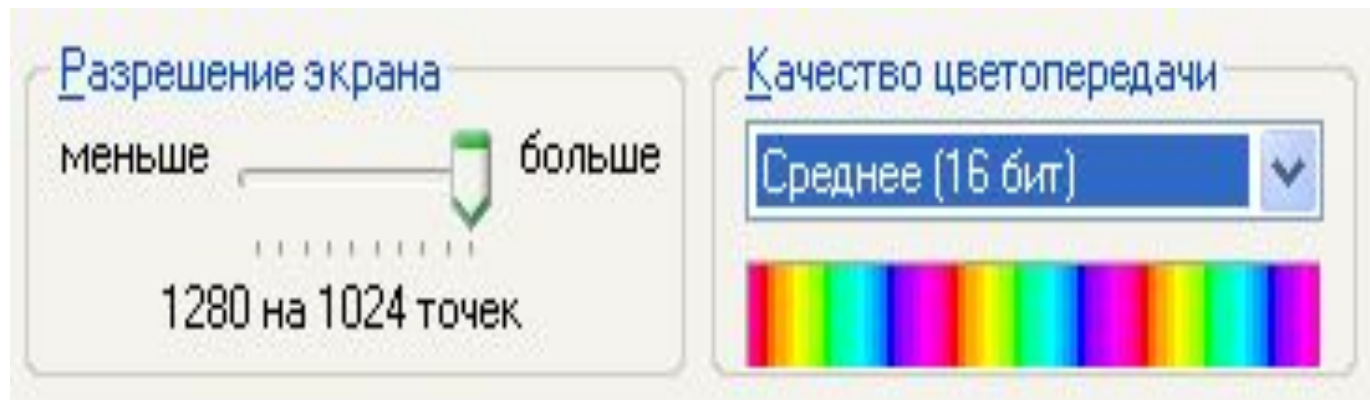 Разрешение экрана
меньше
больше
1280 на 1024 точек
Качество цветопередачи
Среднее (16 бит)